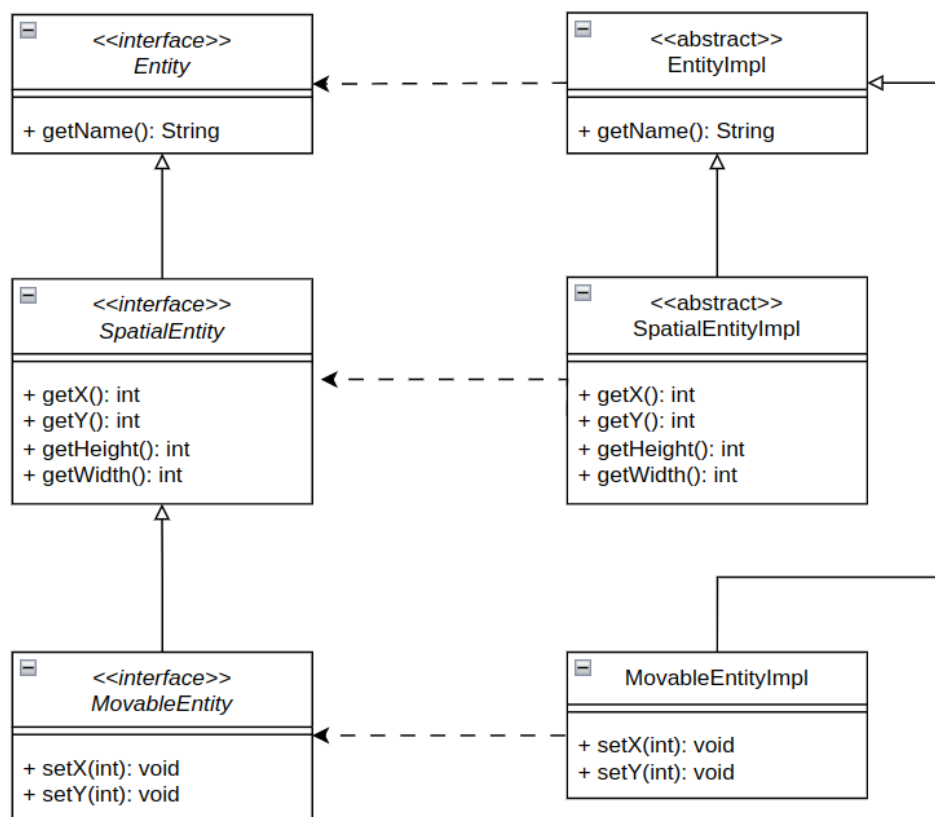 <<interface>>
Entity
+ getName(): String
<<abstract>>
EntityImpl
+ getName(): String
<<interface>>
SpatialEntity
+ getX(): int
+ getY(): int
+ getHeight(): int
+ getWidth(): int
<<abstract>>
SpatialEntityImpl
+ getX(): int
+ getY(): int
+ getHeight(): int
+ getWidth(): int
<<interface>>
MovableEntity
+ setX(int): void
+ setY(int): void
MovableEntityImpl
+ setX(int): void
+ setY(int): void